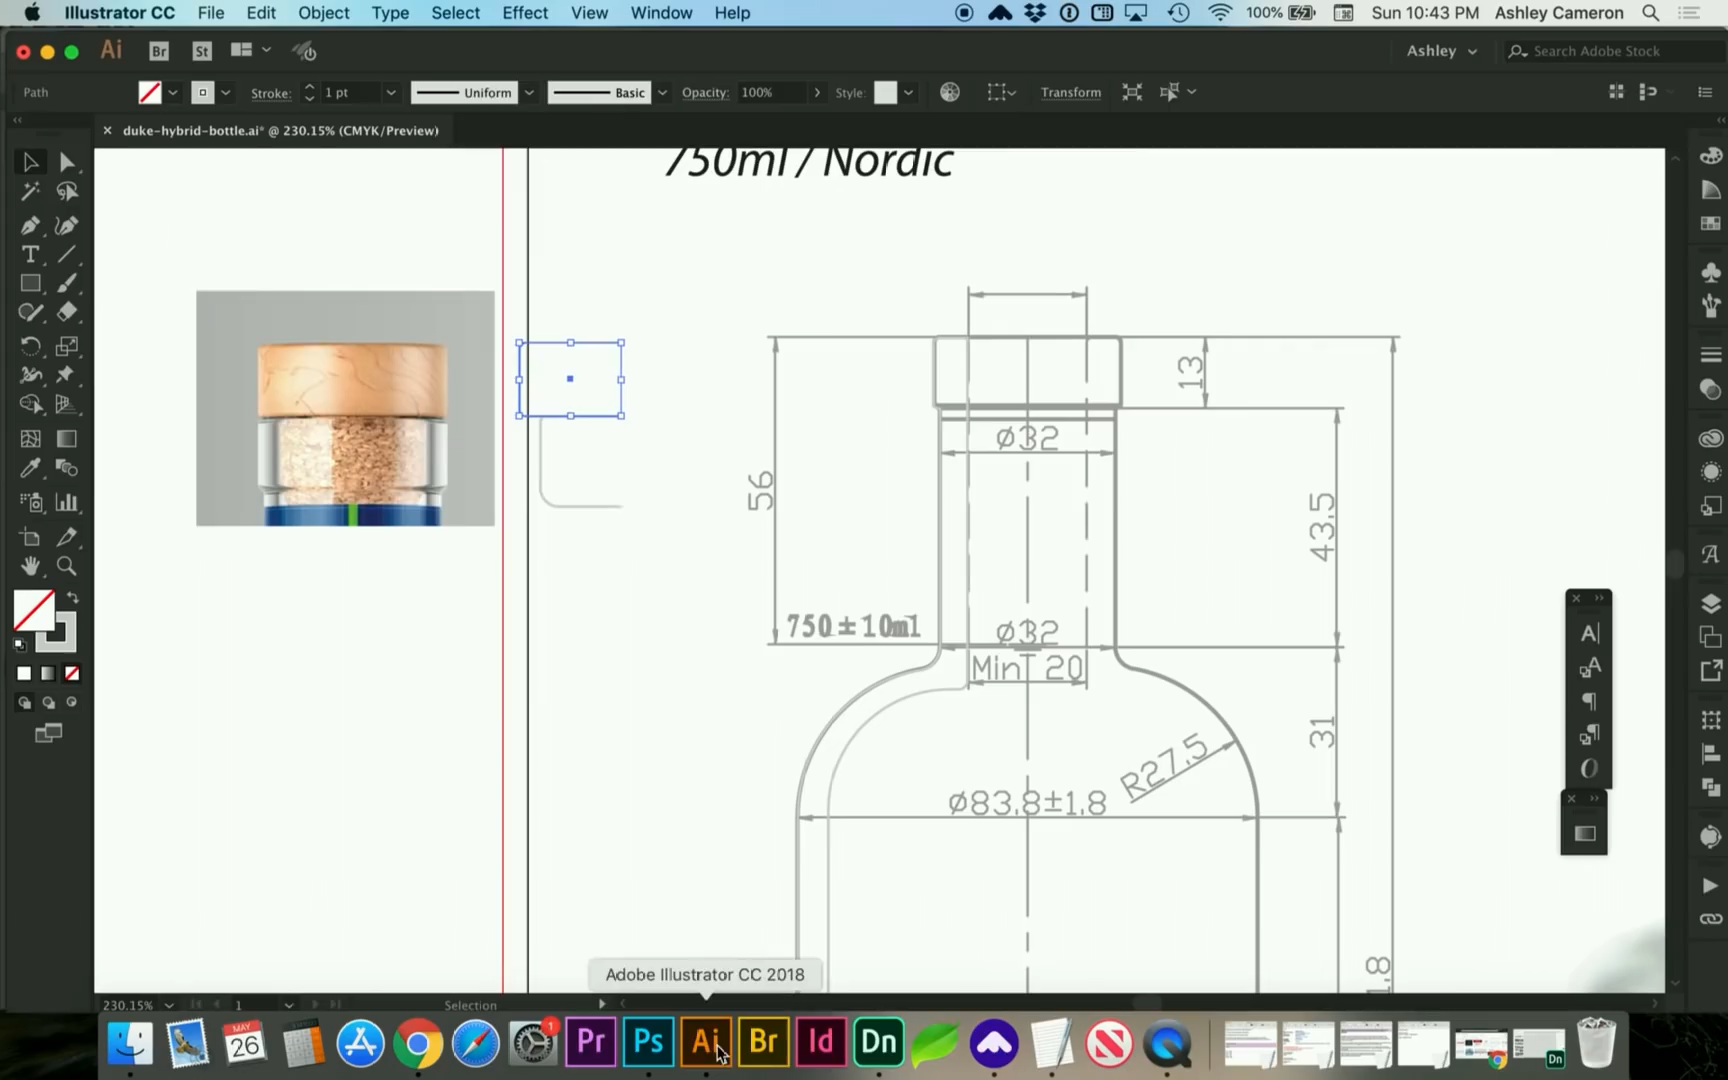 Illustrator CC File Edit Object Type Select Effect View Window Help 100% Sun 10:43 PM Ashley Cameron
Ai Br St Ashley Search Adobe Stock
Path Stroke: 1 pt Uniform Basic Opacity: 100% Style: Transform
× duke-hybrid-bottle.ai* @ 230.15% (CMYK/Preview)
750ml / Nordic
13
ø32
56
43.5
750±10ml
ø32
Min 20
31
R27.5
ø83.8±1.8
1.8
Adobe Illustrator CC 2018
230.15% 1 Selection
MAY
26
1
Pr Ps Ai Br Id Dn
Dn